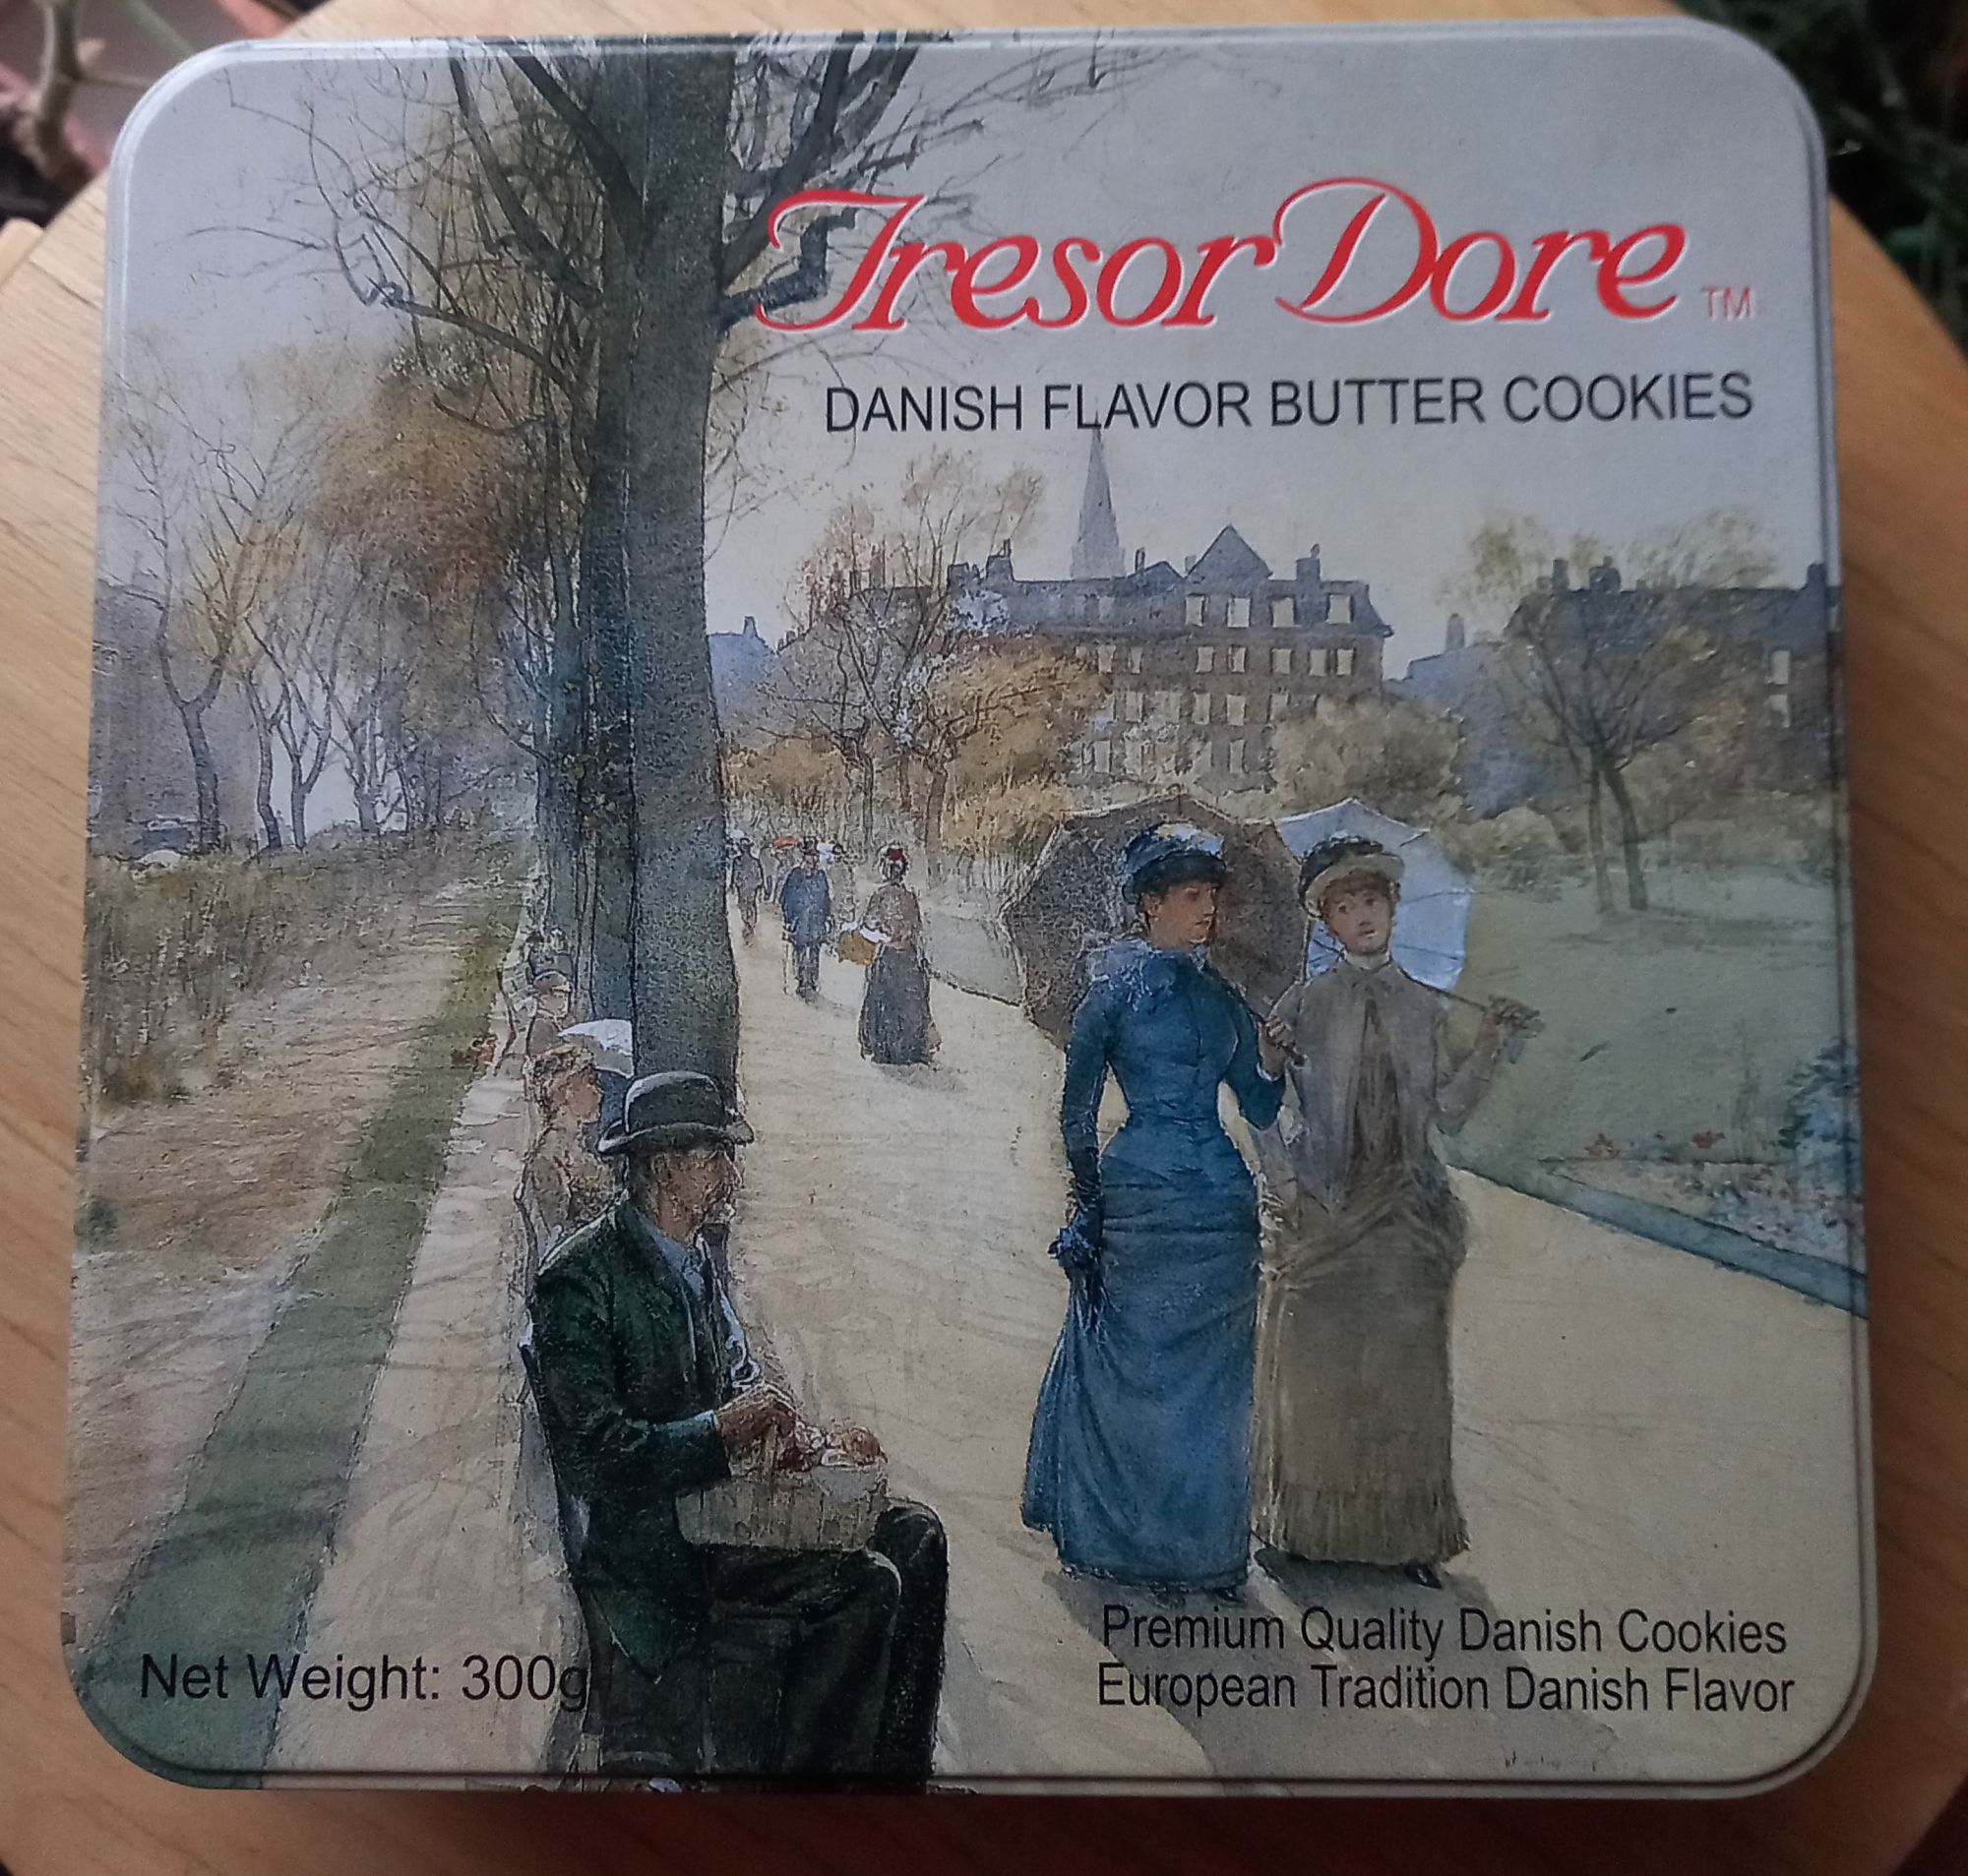 Tresor Dore TM
DANISH FLAVOR BUTTER COOKIES
Net Weight: 300g
Premium Quality Danish Cookies
European Tradition Danish Flavor